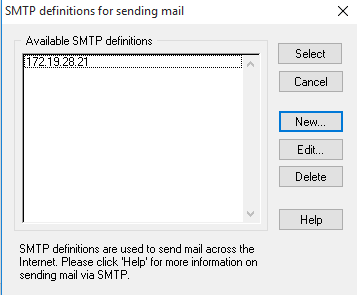 SMTP definitions for sending mail
Available SMTP definitions
172.19.28.21
Select
Cancel
New...
Edit...
Delete
Help
SMTP definitions are used to send mail across the
Internet. Please click 'Help' for more information on
sending mail via SMTP.